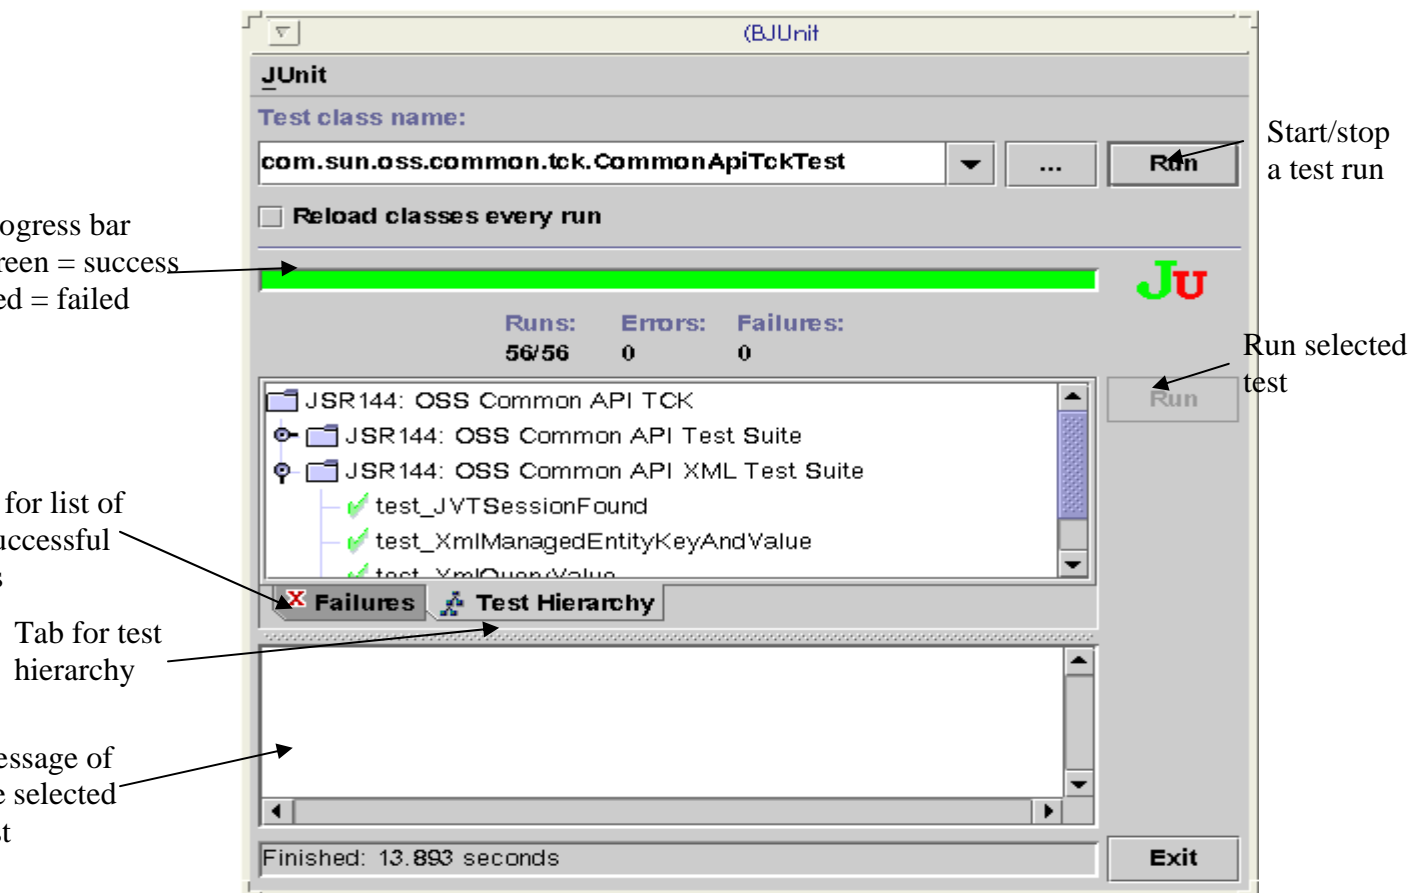 (BJUnit
JUnit
Test class name:
com.sun.oss.common.tck.CommonApiTckTest
...
Run
Start/stop
a test run
Reload classes every run
ogress bar
reen = success
ed = failed
JU
Runs: Errors: Failures:
56/56 0 0
Run selected
test
Run
JSR144: OSS Common API TCK
JSR144: OSS Common API Test Suite
JSR144: OSS Common API XML Test Suite
test_JVTSessionFound
test_XmlManagedEntityKeyAndValue
test_XmlQueryValue
for list of
uccessful
s
Failures
Test Hierarchy
Tab for test
hierarchy
essage of
e selected
st
Finished: 13.893 seconds
Exit